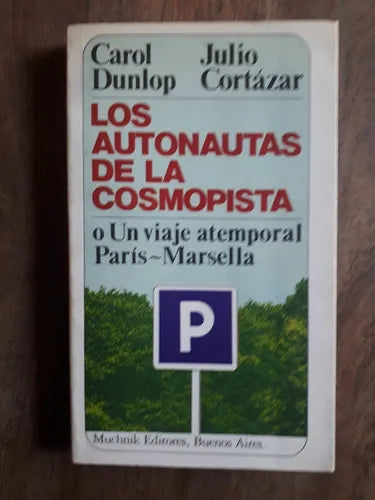 Carol Julio
Dunlop Cortázar
LOS
AUTONAUTAS
DE LA
COSMOPISTA
o Un viaje atemporal
París~Marsella
P
Muchnik Editores, Buenos Aires.